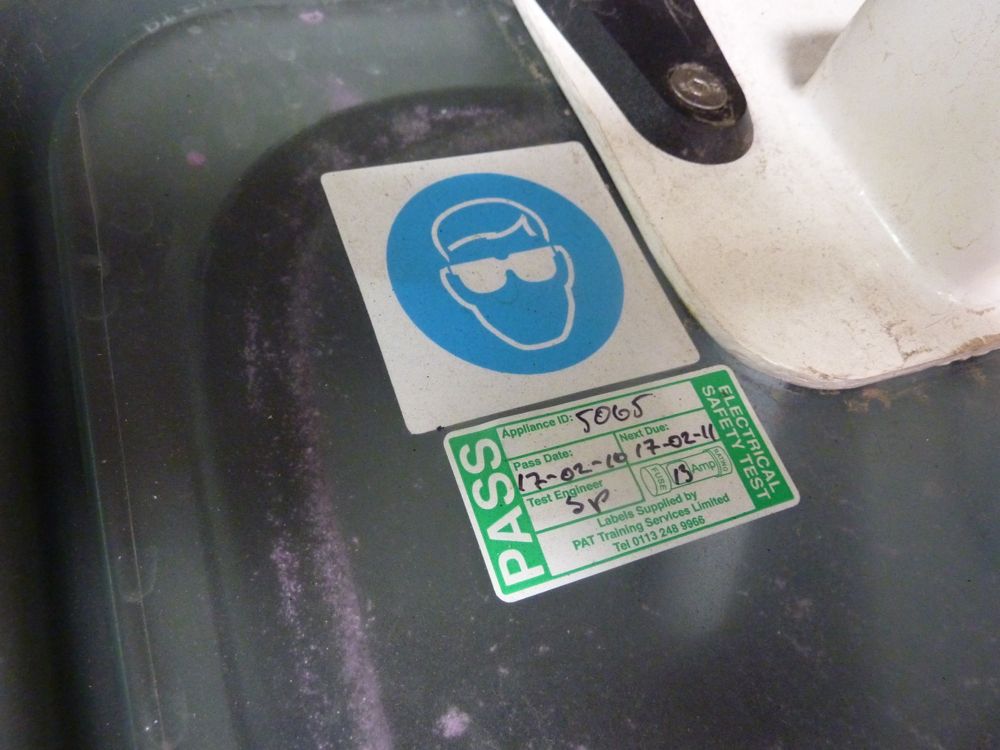 PASS
Appliance ID: 5065
Pass Date: Next Due:
17-02-10 17-02-11
Test Engineer
SP
FUSE 13 Amp RATING
Labels Supplied by
PAT Training Services Limited
Tel 0113 248 9966
ELECTRICAL
SAFETY TEST